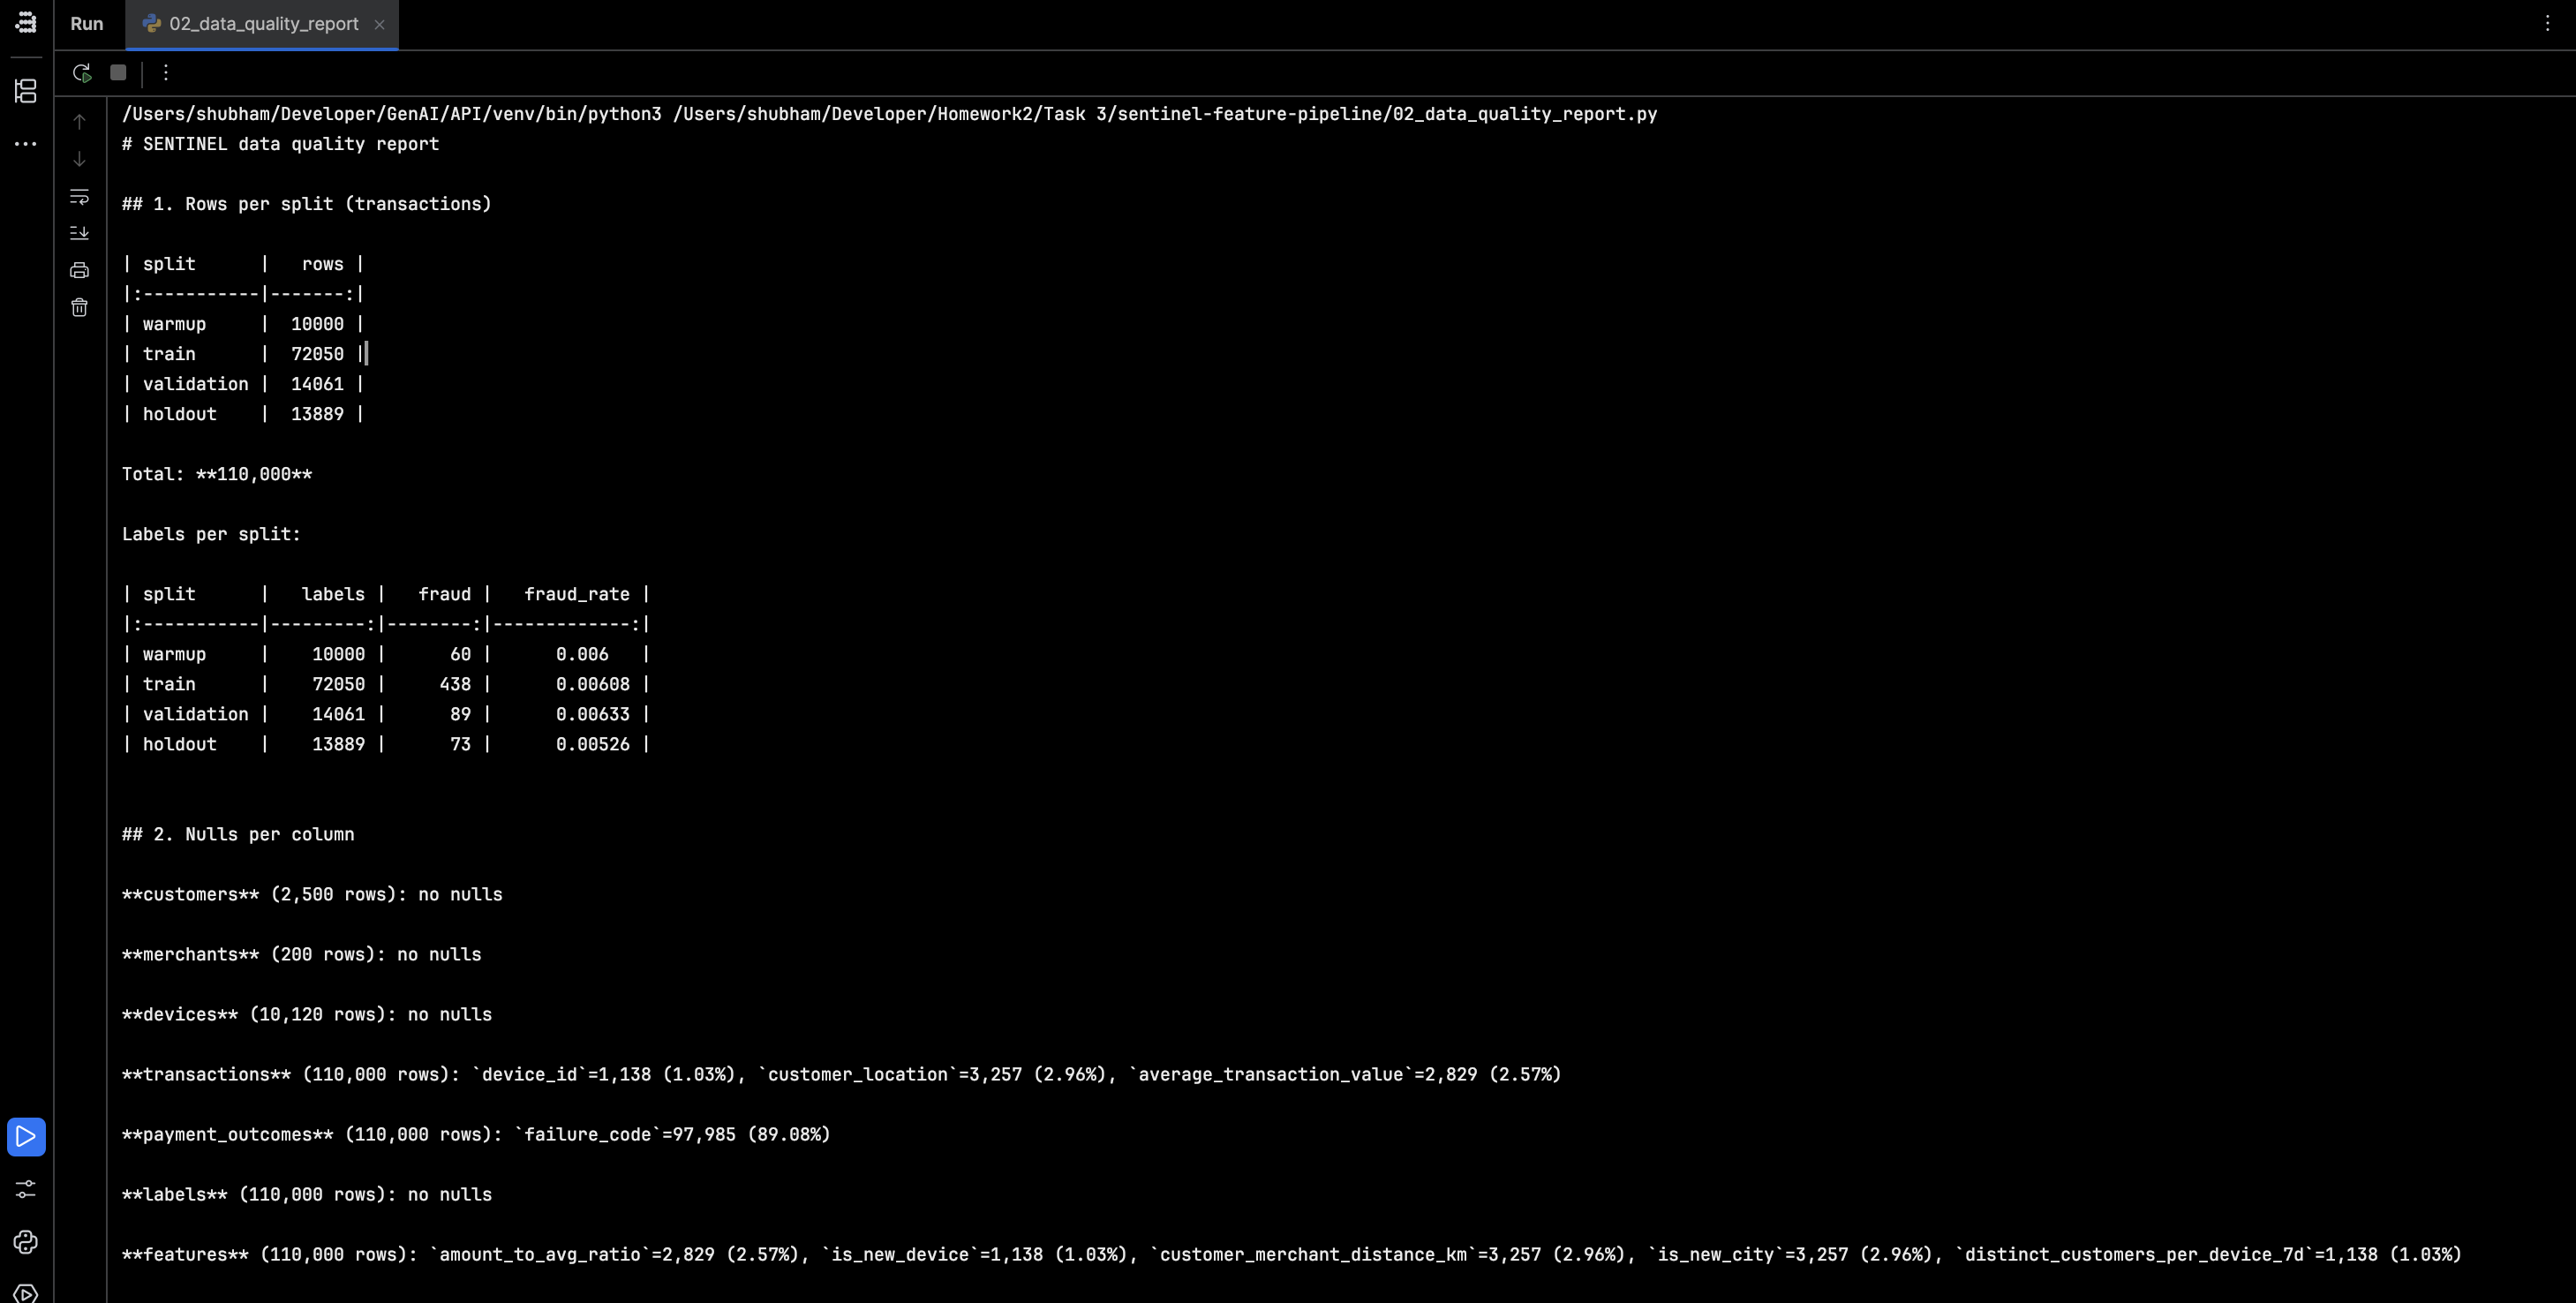 Run
02_data_quality_report
/Users/shubham/Developer/GenAI/API/venv/bin/python3 /Users/shubham/Developer/Homework2/Task 3/sentinel-feature-pipeline/02_data_quality_report.py
# SENTINEL data quality report
## 1. Rows per split (transactions)
| split      |   rows |
|:-----------|-------:|
| warmup     |  10000 |
| train      |  72050 |
| validation |  14061 |
| holdout    |  13889 |
Total: **110,000**
Labels per split:
| split      |   labels |   fraud |   fraud_rate |
|:-----------|---------:|--------:|-------------:|
| warmup     |    10000 |      60 |      0.006   |
| train      |    72050 |     438 |      0.00608 |
| validation |    14061 |      89 |      0.00633 |
| holdout    |    13889 |      73 |      0.00526 |
## 2. Nulls per column
**customers** (2,500 rows): no nulls
**merchants** (200 rows): no nulls
**devices** (10,120 rows): no nulls
**transactions** (110,000 rows): `device_id`=1,138 (1.03%), `customer_location`=3,257 (2.96%), `average_transaction_value`=2,829 (2.57%)
**payment_outcomes** (110,000 rows): `failure_code`=97,985 (89.08%)
**labels** (110,000 rows): no nulls
**features** (110,000 rows): `amount_to_avg_ratio`=2,829 (2.57%), `is_new_device`=1,138 (1.03%), `customer_merchant_distance_km`=3,257 (2.96%), `is_new_city`=3,257 (2.96%), `distinct_customers_per_device_7d`=1,138 (1.03%)